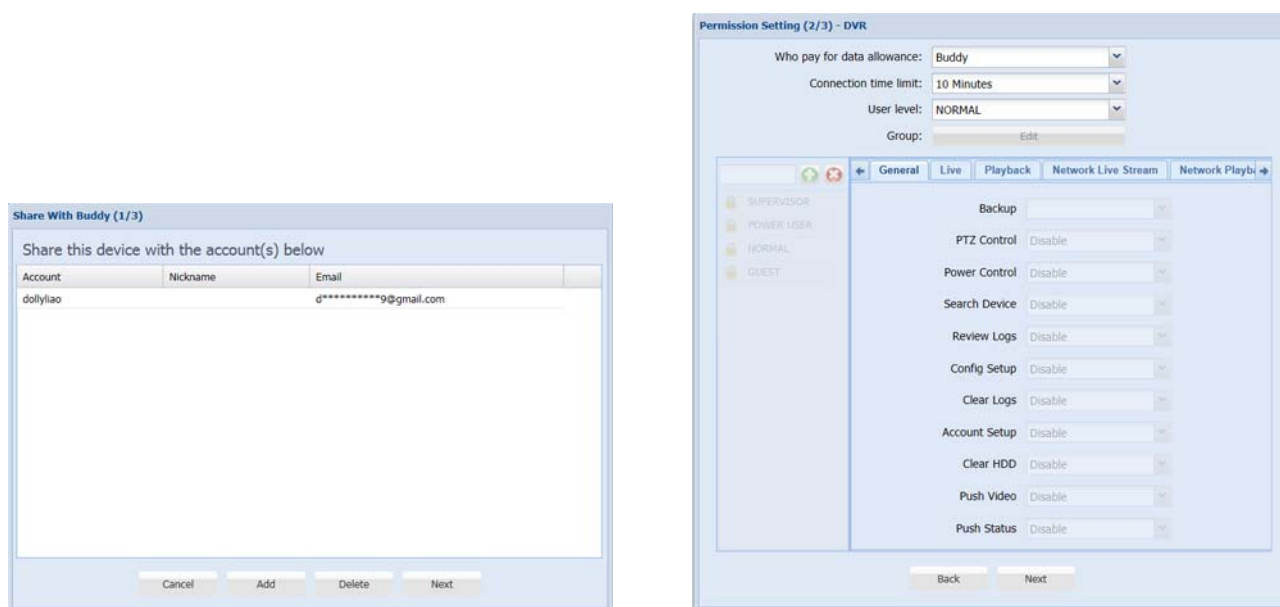 Share With Buddy (1/3)
Share this device with the account(s) below
Account Nickname Email
dollyliao d**********9@gmail.com
Cancel Add Delete Next
Permission Setting (2/3) - DVR
Who pay for data allowance: Buddy
Connection time limit: 10 Minutes
User level: NORMAL
Group: Edit
General Live Playback Network Live Stream Network Playba
SUPERVISOR
POWER USER
NORMAL
GUEST
Backup
PTZ Control Disable
Power Control Disable
Search Device Disable
Review Logs Disable
Config Setup Disable
Clear Logs Disable
Account Setup Disable
Clear HDD Disable
Push Video Disable
Push Status Disable
Back Next